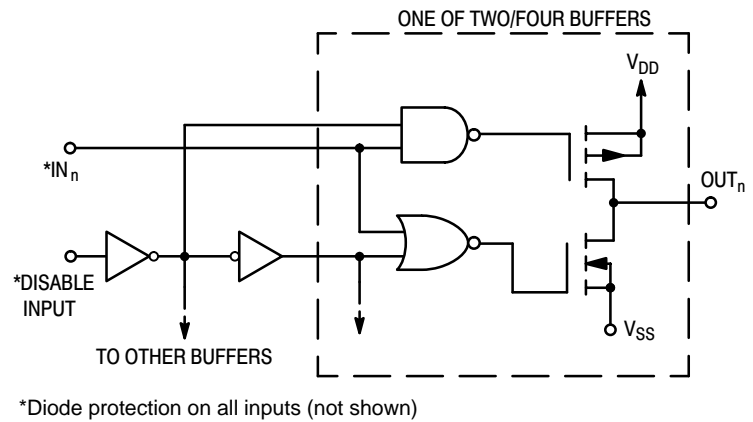 ONE OF TWO/FOUR BUFFERS
VDD
*INn
OUTn
*DISABLE
INPUT
TO OTHER BUFFERS
VSS
*Diode protection on all inputs (not shown)